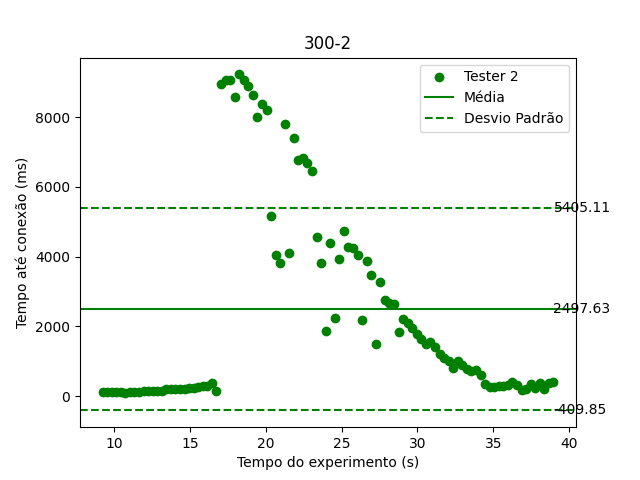 300-2
Tester 2
Média
Desvio Padrão
8000
6000
4000
2000
0
5405.11
2497.63
-409.85
Tempo até conexão (ms)
10 15 20 25 30 35 40
Tempo do experimento (s)